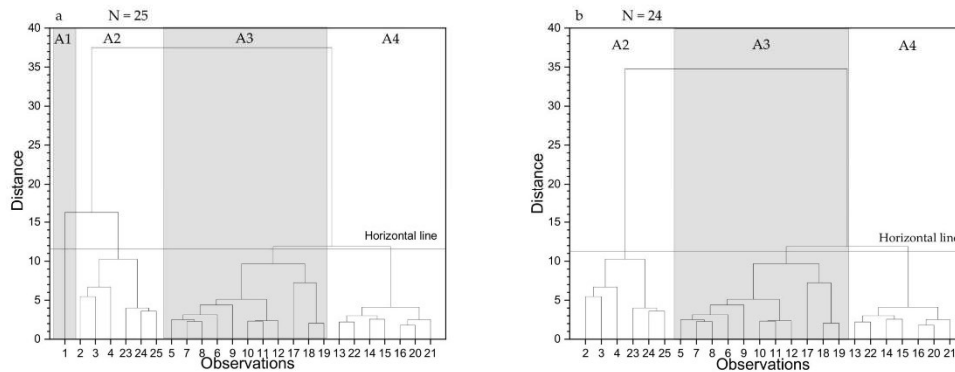 a N = 25
A1 A2 A3 A4
40
35
30
25
20
15
10
5
0
Distance
Horizontal line
1 2 3 4 23 24 25 5 7 8 6 9 10 11 12 17 18 19 13 22 14 15 16 20 21
Observations
b N = 24
A2 A3 A4
40
35
30
25
20
15
10
5
0
Distance
Horizontal line
2 3 4 23 24 25 5 7 8 6 9 10 11 12 17 18 19 13 22 14 15 16 20 21
Observations